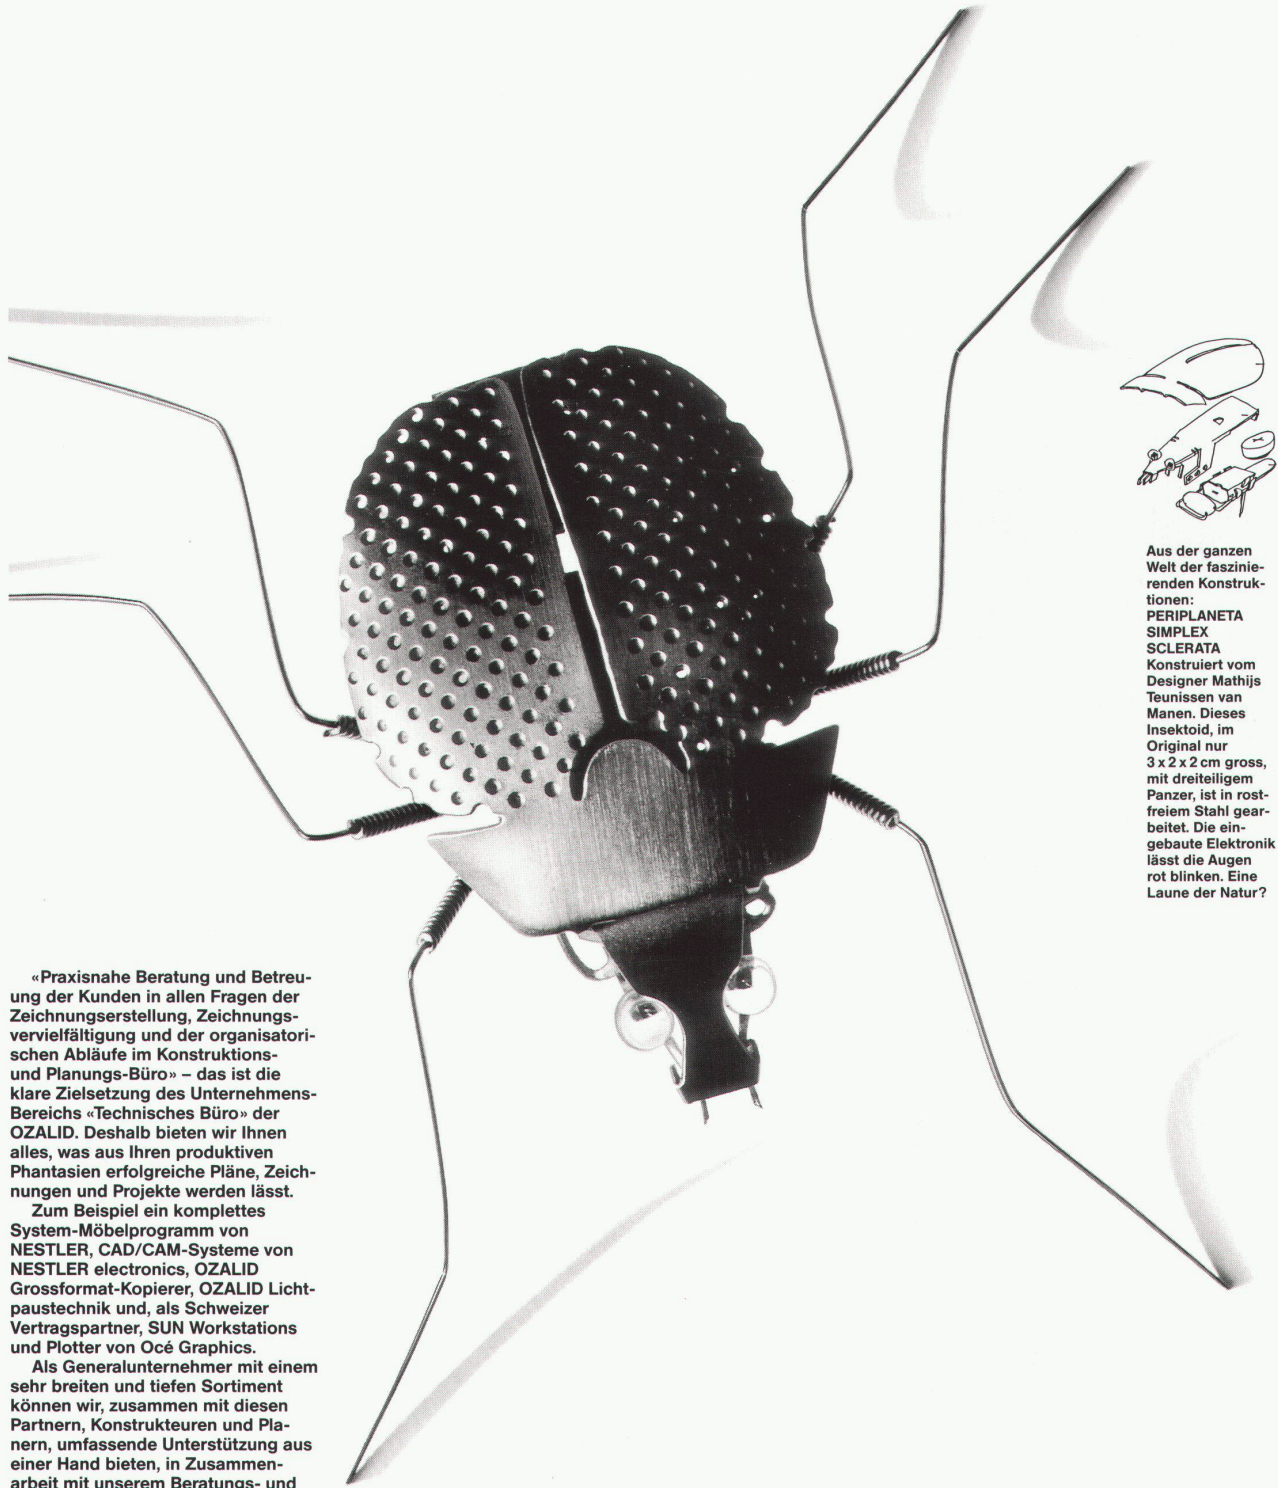 Aus der ganzen
Welt der faszinie-
renden Konstruk-
tionen:
PERIPLANETA
SIMPLEX
SCLERATA
Konstruiert vom
Designer Mathijs
Teunissen van
Manen. Dieses
Insektoid, im
Original nur
3 x 2 x 2 cm gross,
mit dreiteiligem
Panzer, ist in rost-
freiem Stahl gear-
beitet. Die ein-
gebaute Elektronik
lässt die Augen
rot blinken. Eine
Laune der Natur?
«Praxisnahe Beratung und Betreu-
ung der Kunden in allen Fragen der
Zeichnungserstellung, Zeichnungs-
vervielfältigung und der organisatori-
schen Abläufe im Konstruktions-
und Planungs-Büro» – das ist die
klare Zielsetzung des Unternehmens-
Bereichs «Technisches Büro» der
OZALID. Deshalb bieten wir Ihnen
alles, was aus Ihren produktiven
Phantasien erfolgreiche Pläne, Zeich-
nungen und Projekte werden lässt.
Zum Beispiel ein komplettes
System-Möbelprogramm von
NESTLER, CAD/CAM-Systeme von
NESTLER electronics, OZALID
Grossformat-Kopierer, OZALID Licht-
paustechnik und, als Schweizer
Vertragspartner, SUN Workstations
und Plotter von Océ Graphics.
Als Generalunternehmer mit einem
sehr breiten und tiefen Sortiment
können wir, zusammen mit diesen
Partnern, Konstrukteuren und Pla-
nern, umfassende Unterstützung aus
einer Hand bieten, in Zusammen-
arbeit mit unserem Beratungs- und